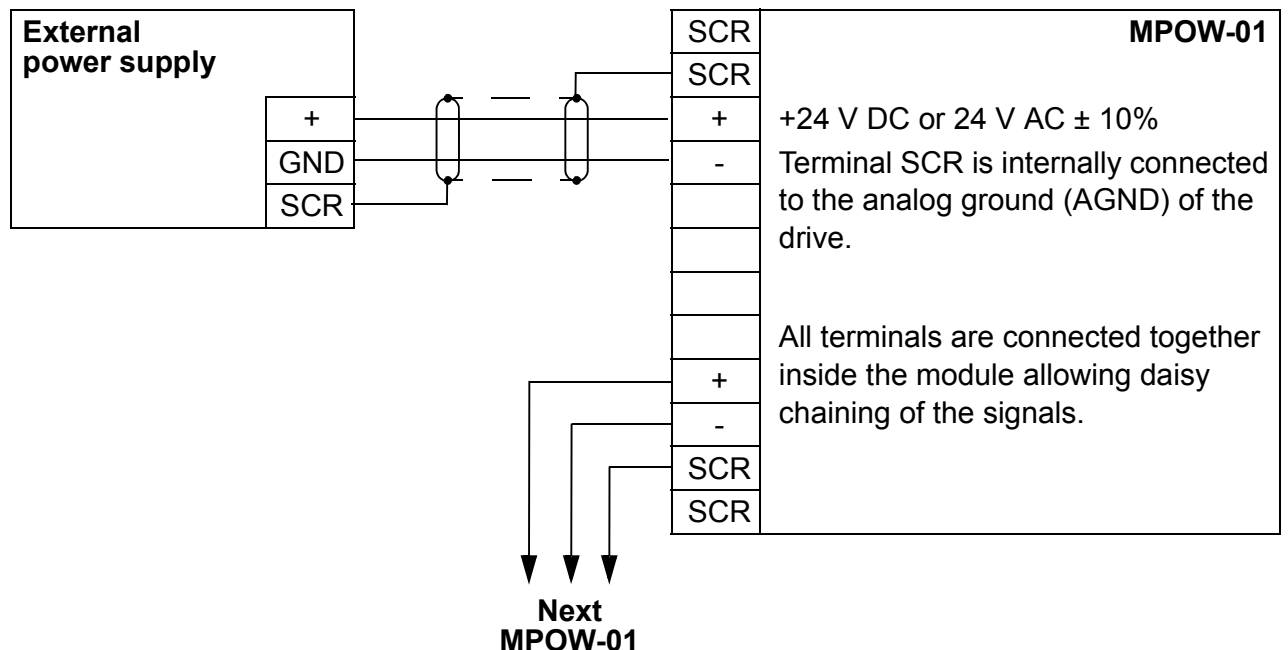 External
power supply
+
GND
SCR
SCR
SCR
+
-
+
-
SCR
SCR
MPOW-01
+24 V DC or 24 V AC ± 10%
Terminal SCR is internally connected
to the analog ground (AGND) of the
drive.
All terminals are connected together
inside the module allowing daisy
chaining of the signals.
Next
MPOW-01